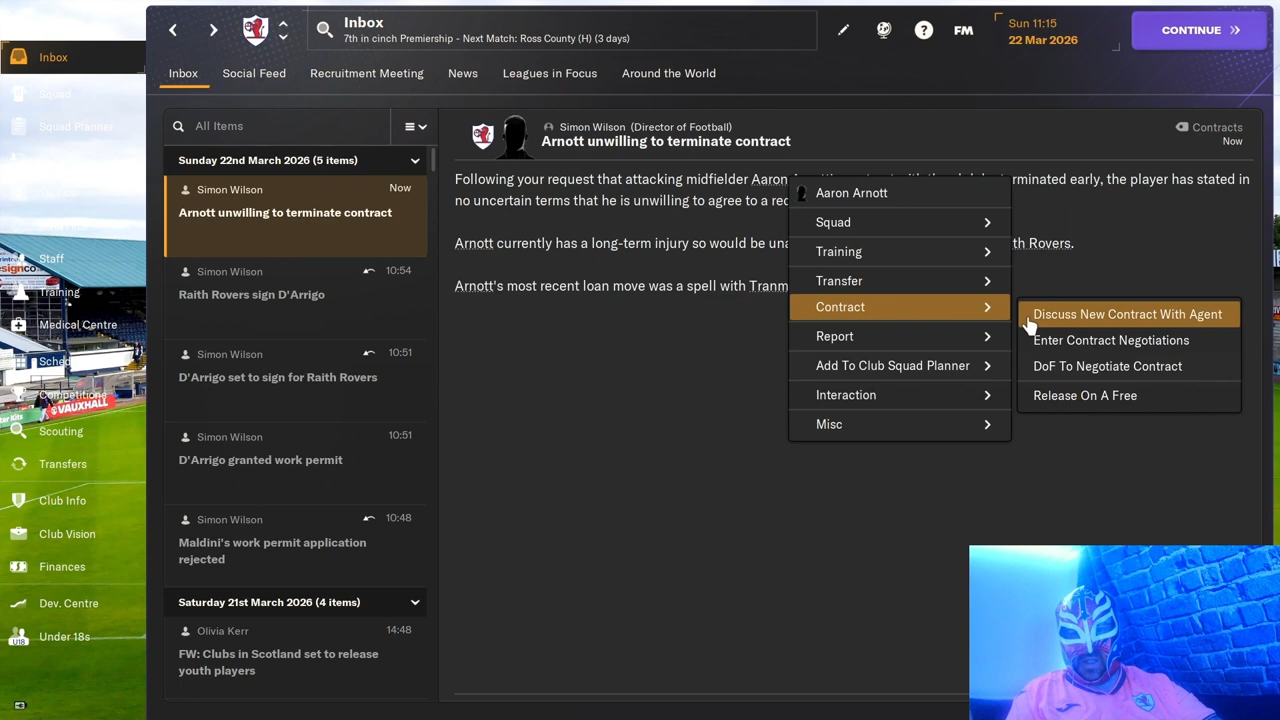 Inbox
7th in cinch Premiership - Next Match: Ross County (H) (3 days)
FM
Sun 11:15
22 Mar 2026
CONTINUE
Inbox
Social Feed
Recruitment Meeting
News
Leagues in Focus
Around the World
Inbox
Squad
Squad Planner
Staff
Training
Medical Centre
Sched
Competitions
Scouting
Transfers
Club Info
Club Vision
Finances
Dev. Centre
U18
Under 18s
VAUXHALL
All Items
Sunday 22nd March 2026 (5 items)
Simon Wilson Now
Arnott unwilling to terminate contract
Simon Wilson 10:54
Raith Rovers sign D'Arrigo
Simon Wilson 10:51
D'Arrigo set to sign for Raith Rovers
Simon Wilson 10:51
D'Arrigo granted work permit
Simon Wilson 10:48
Maldini's work permit application
rejected
Saturday 21st March 2026 (4 items)
Olivia Kerr 14:48
FW: Clubs in Scotland set to release
youth players
Simon Wilson (Director of Football)
Arnott unwilling to terminate contract
Contracts
Now
Following your request that attacking midfielder Aaron terminated early, the player has stated in
no uncertain terms that he is unwilling to agree to a
Arnott currently has a long-term injury so would be Rovers.
Arnott's most recent loan move was a spell with
Aaron Arnott
Squad
Training
Transfer
Contract
Report
Add To Club Squad Planner
Interaction
Misc
Discuss New Contract With Agent
Enter Contract Negotiations
DoF To Negotiate Contract
Release On A Free